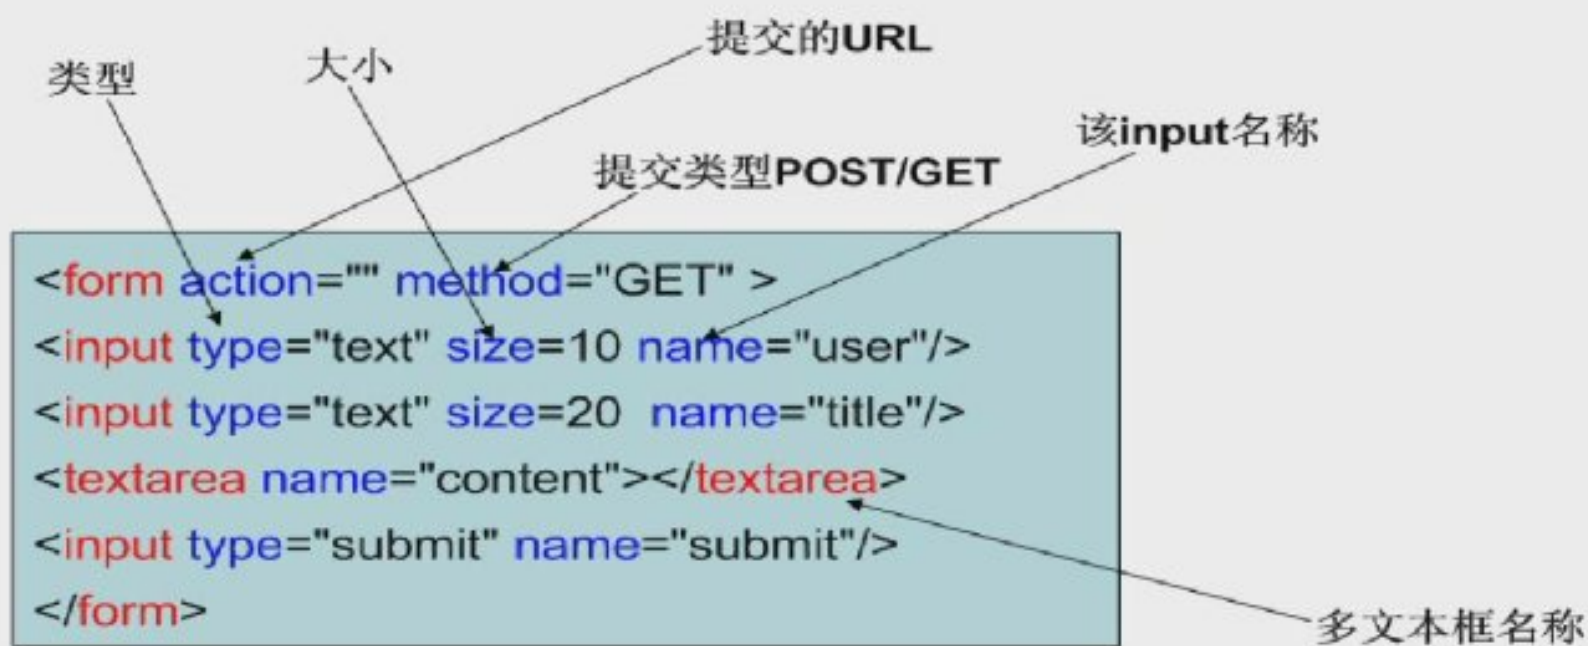 提交的URL
类型
大小
该input名称
提交类型POST/GET
<form action="" method="GET" >
<input type="text" size=10 name="user"/>
<input type="text" size=20  name="title"/>
<textarea name="content"></textarea>
<input type="submit" name="submit"/>
</form>
多文本框名称